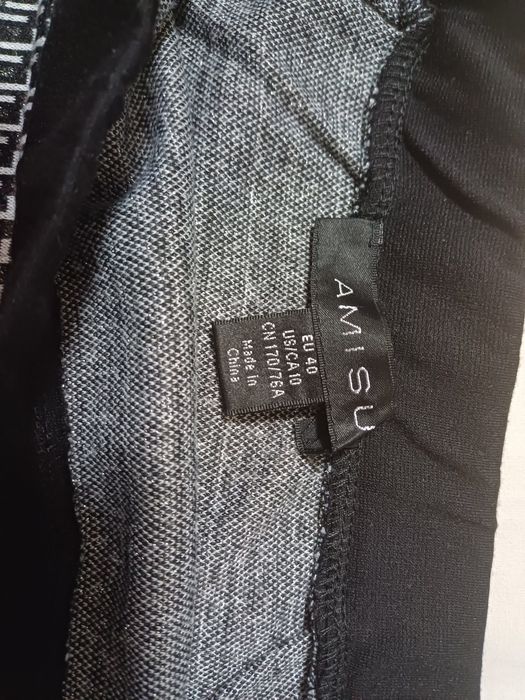 AMISU
EU 40
US/CA 10
CN 170/76A
Made in
China